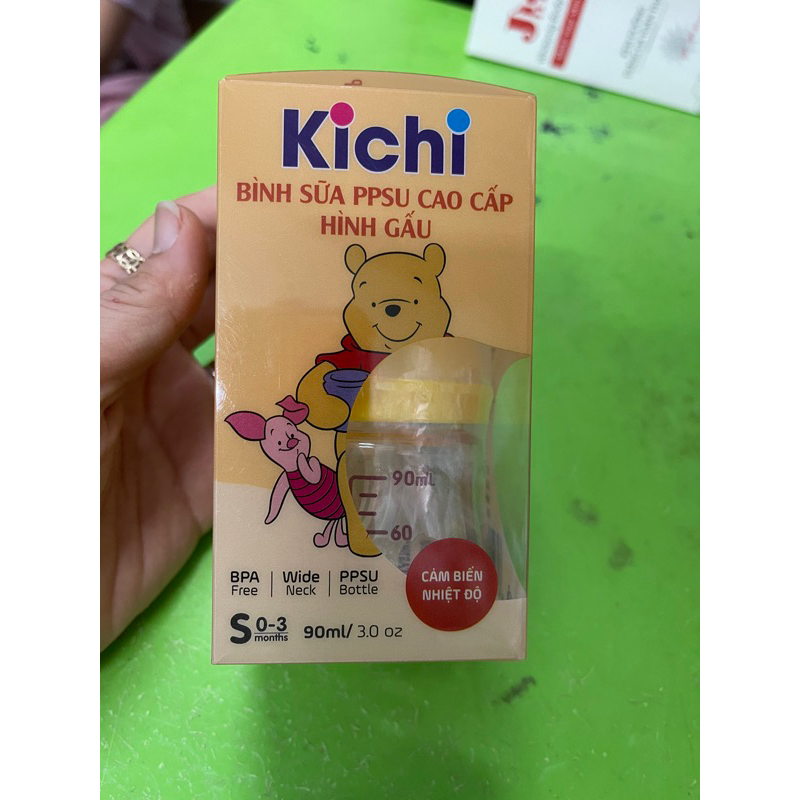 Kichi
BÌNH SỮA PPSU CAO CẤP
HÌNH GẤU
90mL
60
BPA Free
Wide Neck
PPSU Bottle
CẢM BIẾN
NHIỆT ĐỘ
S 0-3 months
90ml/ 3.0 oz